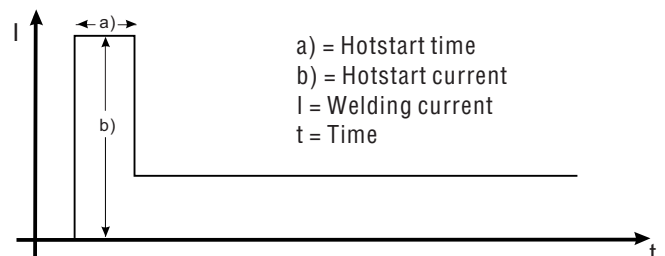 I
a)
b)
a) = Hotstart time
b) = Hotstart current
I = Welding current
t = Time
t